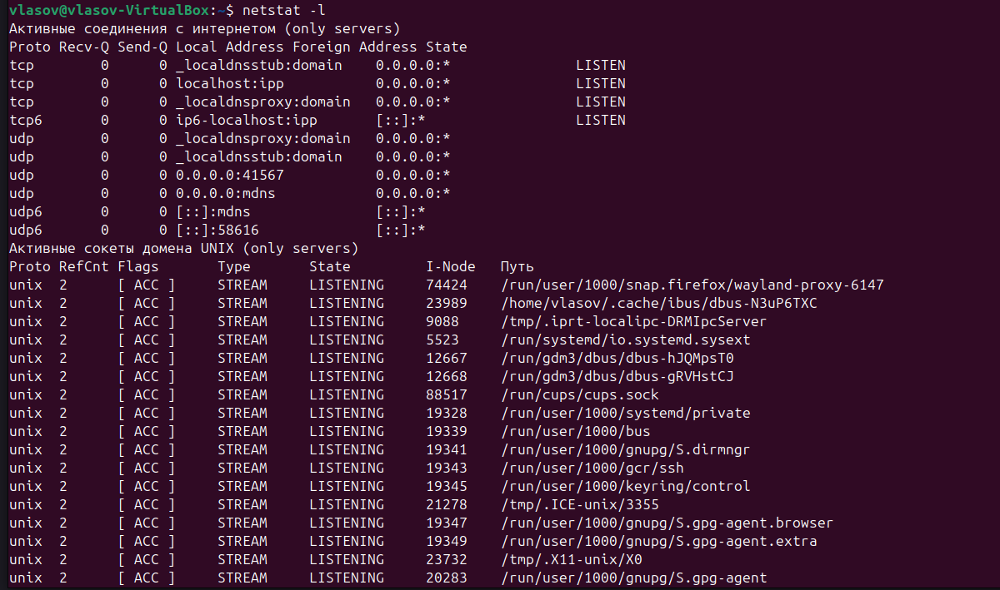 vlasov@vlasov-VirtualBox:~$ netstat -l
Активные соединения с интернетом (only servers)
Proto Recv-Q Send-Q Local Address Foreign Address State
tcp        0      0 _localdnsstub:domain    0.0.0.0:*               LISTEN
tcp        0      0 localhost:ipp           0.0.0.0:*               LISTEN
tcp        0      0 _localdnsproxy:domain   0.0.0.0:*               LISTEN
tcp6       0      0 ip6-localhost:ipp       [::]:*                  LISTEN
udp        0      0 _localdnsproxy:domain   0.0.0.0:*
udp        0      0 _localdnsstub:domain    0.0.0.0:*
udp        0      0 0.0.0.0:41567           0.0.0.0:*
udp        0      0 0.0.0.0:mdns            0.0.0.0:*
udp6       0      0 [::]:mdns               [::]:*
udp6       0      0 [::]:58616              [::]:*
Активные сокеты домена UNIX (only servers)
Proto RefCnt Flags       Type       State         I-Node   Путь
unix  2      [ ACC ]     STREAM     LISTENING     74424    /run/user/1000/snap.firefox/wayland-proxy-6147
unix  2      [ ACC ]     STREAM     LISTENING     23989    /home/vlasov/.cache/ibus/dbus-N3uP6TXC
unix  2      [ ACC ]     STREAM     LISTENING     9088     /tmp/.iprt-localipc-DRMIpcServer
unix  2      [ ACC ]     STREAM     LISTENING     5523     /run/systemd/io.systemd.sysext
unix  2      [ ACC ]     STREAM     LISTENING     12667    /run/gdm3/dbus/dbus-hJQMpsT0
unix  2      [ ACC ]     STREAM     LISTENING     12668    /run/gdm3/dbus/dbus-gRVHstCJ
unix  2      [ ACC ]     STREAM     LISTENING     88517    /run/cups/cups.sock
unix  2      [ ACC ]     STREAM     LISTENING     19328    /run/user/1000/systemd/private
unix  2      [ ACC ]     STREAM     LISTENING     19339    /run/user/1000/bus
unix  2      [ ACC ]     STREAM     LISTENING     19341    /run/user/1000/gnupg/S.dirmngr
unix  2      [ ACC ]     STREAM     LISTENING     19343    /run/user/1000/gcr/ssh
unix  2      [ ACC ]     STREAM     LISTENING     19345    /run/user/1000/keyring/control
unix  2      [ ACC ]     STREAM     LISTENING     21278    /tmp/.ICE-unix/3355
unix  2      [ ACC ]     STREAM     LISTENING     19347    /run/user/1000/gnupg/S.gpg-agent.browser
unix  2      [ ACC ]     STREAM     LISTENING     19349    /run/user/1000/gnupg/S.gpg-agent.extra
unix  2      [ ACC ]     STREAM     LISTENING     23732    /tmp/.X11-unix/X0
unix  2      [ ACC ]     STREAM     LISTENING     20283    /run/user/1000/gnupg/S.gpg-agent